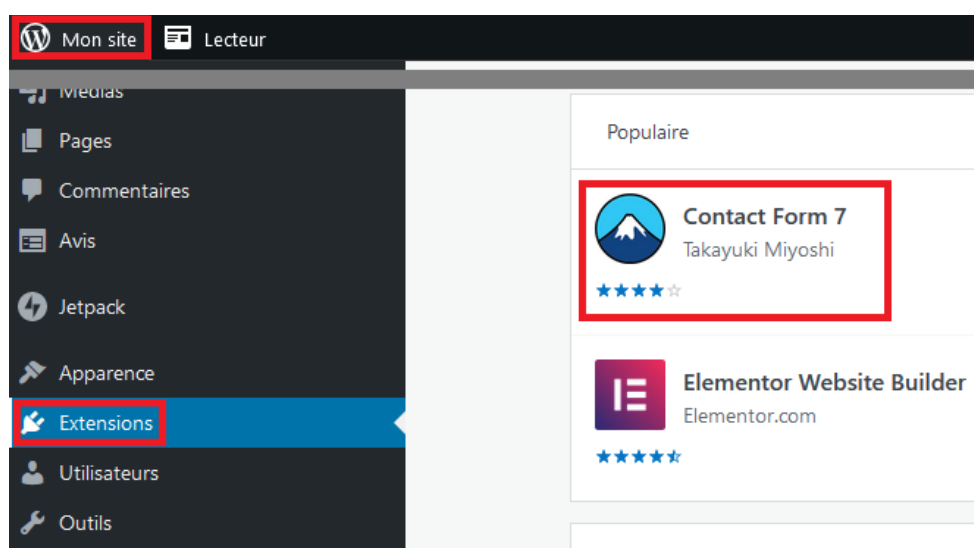 Mon site
Lecteur
Médias
Pages
Commentaires
Avis
Jetpack
Apparence
Extensions
Utilisateurs
Outils
Populaire
Contact Form 7
Takayuki Miyoshi
Elementor Website Builder
Elementor.com